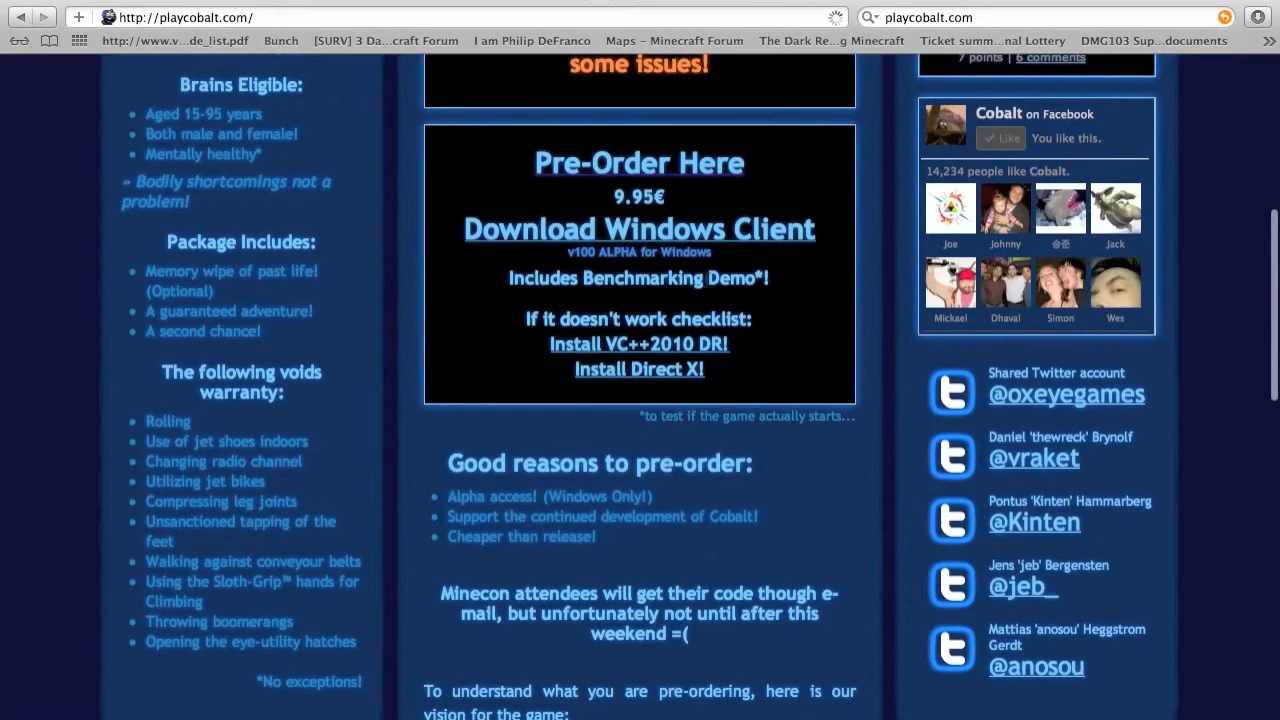 http://playcobalt.com/
playcobalt.com
http://www.v...de_list.pdf
Bunch
[SURV] 3 Da...craft Forum
I am Philip DeFranco
Maps - Minecraft Forum
The Dark Re...g Minecraft
Ticket summ...nal Lottery
DMG103 Sup...documents
Brains Eligible:
• Aged 15-95 years
• Both male and female!
• Mentally healthy*
» Bodily shortcomings not a
problem!
Package Includes:
• Memory wipe of past life!
(Optional)
• A guaranteed adventure!
• A second chance!
The following voids
warranty:
• Rolling
• Use of jet shoes indoors
• Changing radio channel
• Utilizing jet bikes
• Compressing leg joints
• Unsanctioned tapping of the
feet
• Walking against conveyour belts
• Using the Sloth-Grip™ hands for
Climbing
• Throwing boomerangs
• Opening the eye-utility hatches
*No exceptions!
some issues!
Pre-Order Here
9.95€
Download Windows Client
v100 ALPHA for Windows
Includes Benchmarking Demo*!
If it doesn't work checklist:
Install VC++2010 DR!
Install Direct X!
*to test if the game actually starts...
Good reasons to pre-order:
• Alpha access! (Windows Only!)
• Support the continued development of Cobalt!
• Cheaper than release!
Minecon attendees will get their code though e-
mail, but unfortunately not until after this
weekend =(
To understand what you are pre-ordering, here is our
vision for the game:
7 points | 6 comments
Cobalt on Facebook
Like
You like this.
14,234 people like Cobalt.
Joe
Johnny
승준
Jack
Mickael
Dhaval
Simon
Wes
Shared Twitter account
@oxeyegames
Daniel 'thewreck' Brynolf
@vraket
Pontus 'Kinten' Hammarberg
@Kinten
Jens 'jeb' Bergensten
@jeb_
Mattias 'anosou' Heggstrom
Gerdt
@anosou